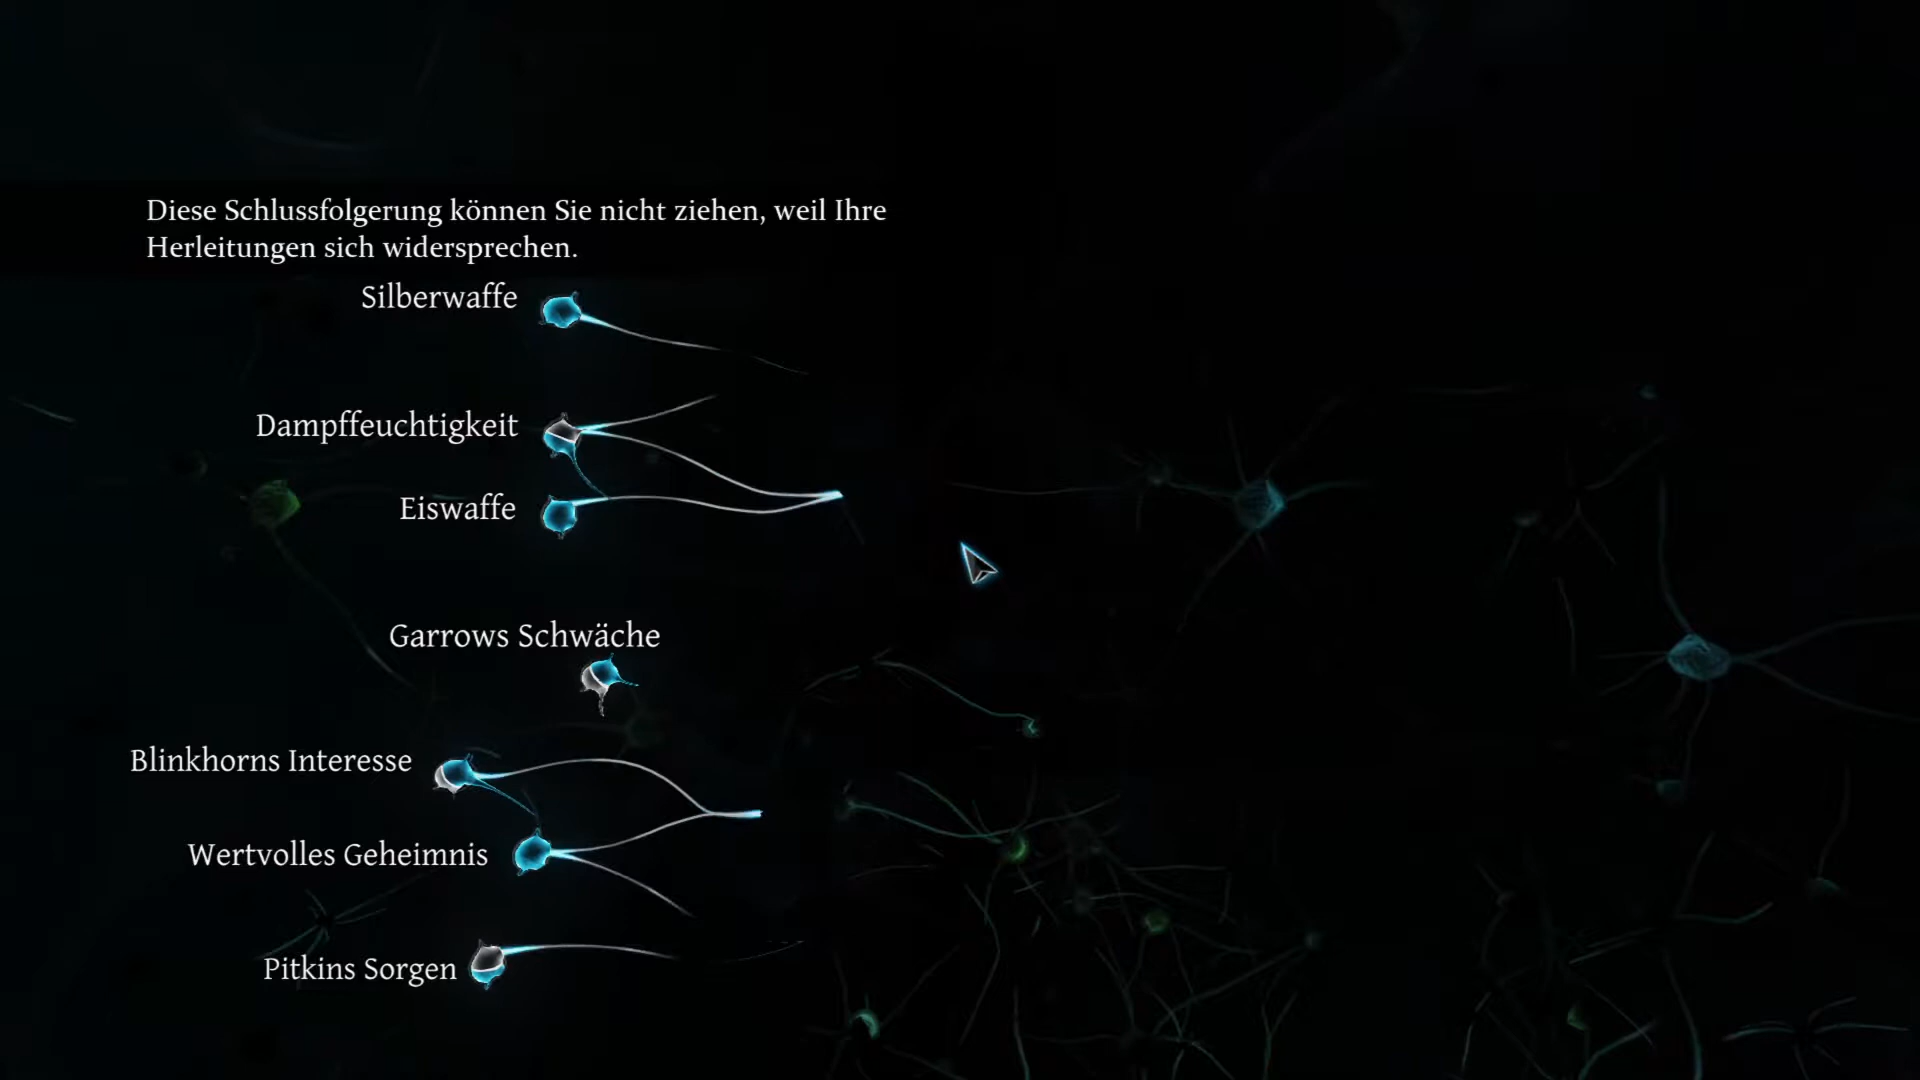 Diese Schlussfolgerung können Sie nicht ziehen, weil Ihre
Herleitungen sich widersprechen.
Silberwaffe
Dampffeuchtigkeit
Eiswaffe
Garrows Schwäche
Blinkhorns Interesse
Wertvolles Geheimnis
Pitkins Sorgen